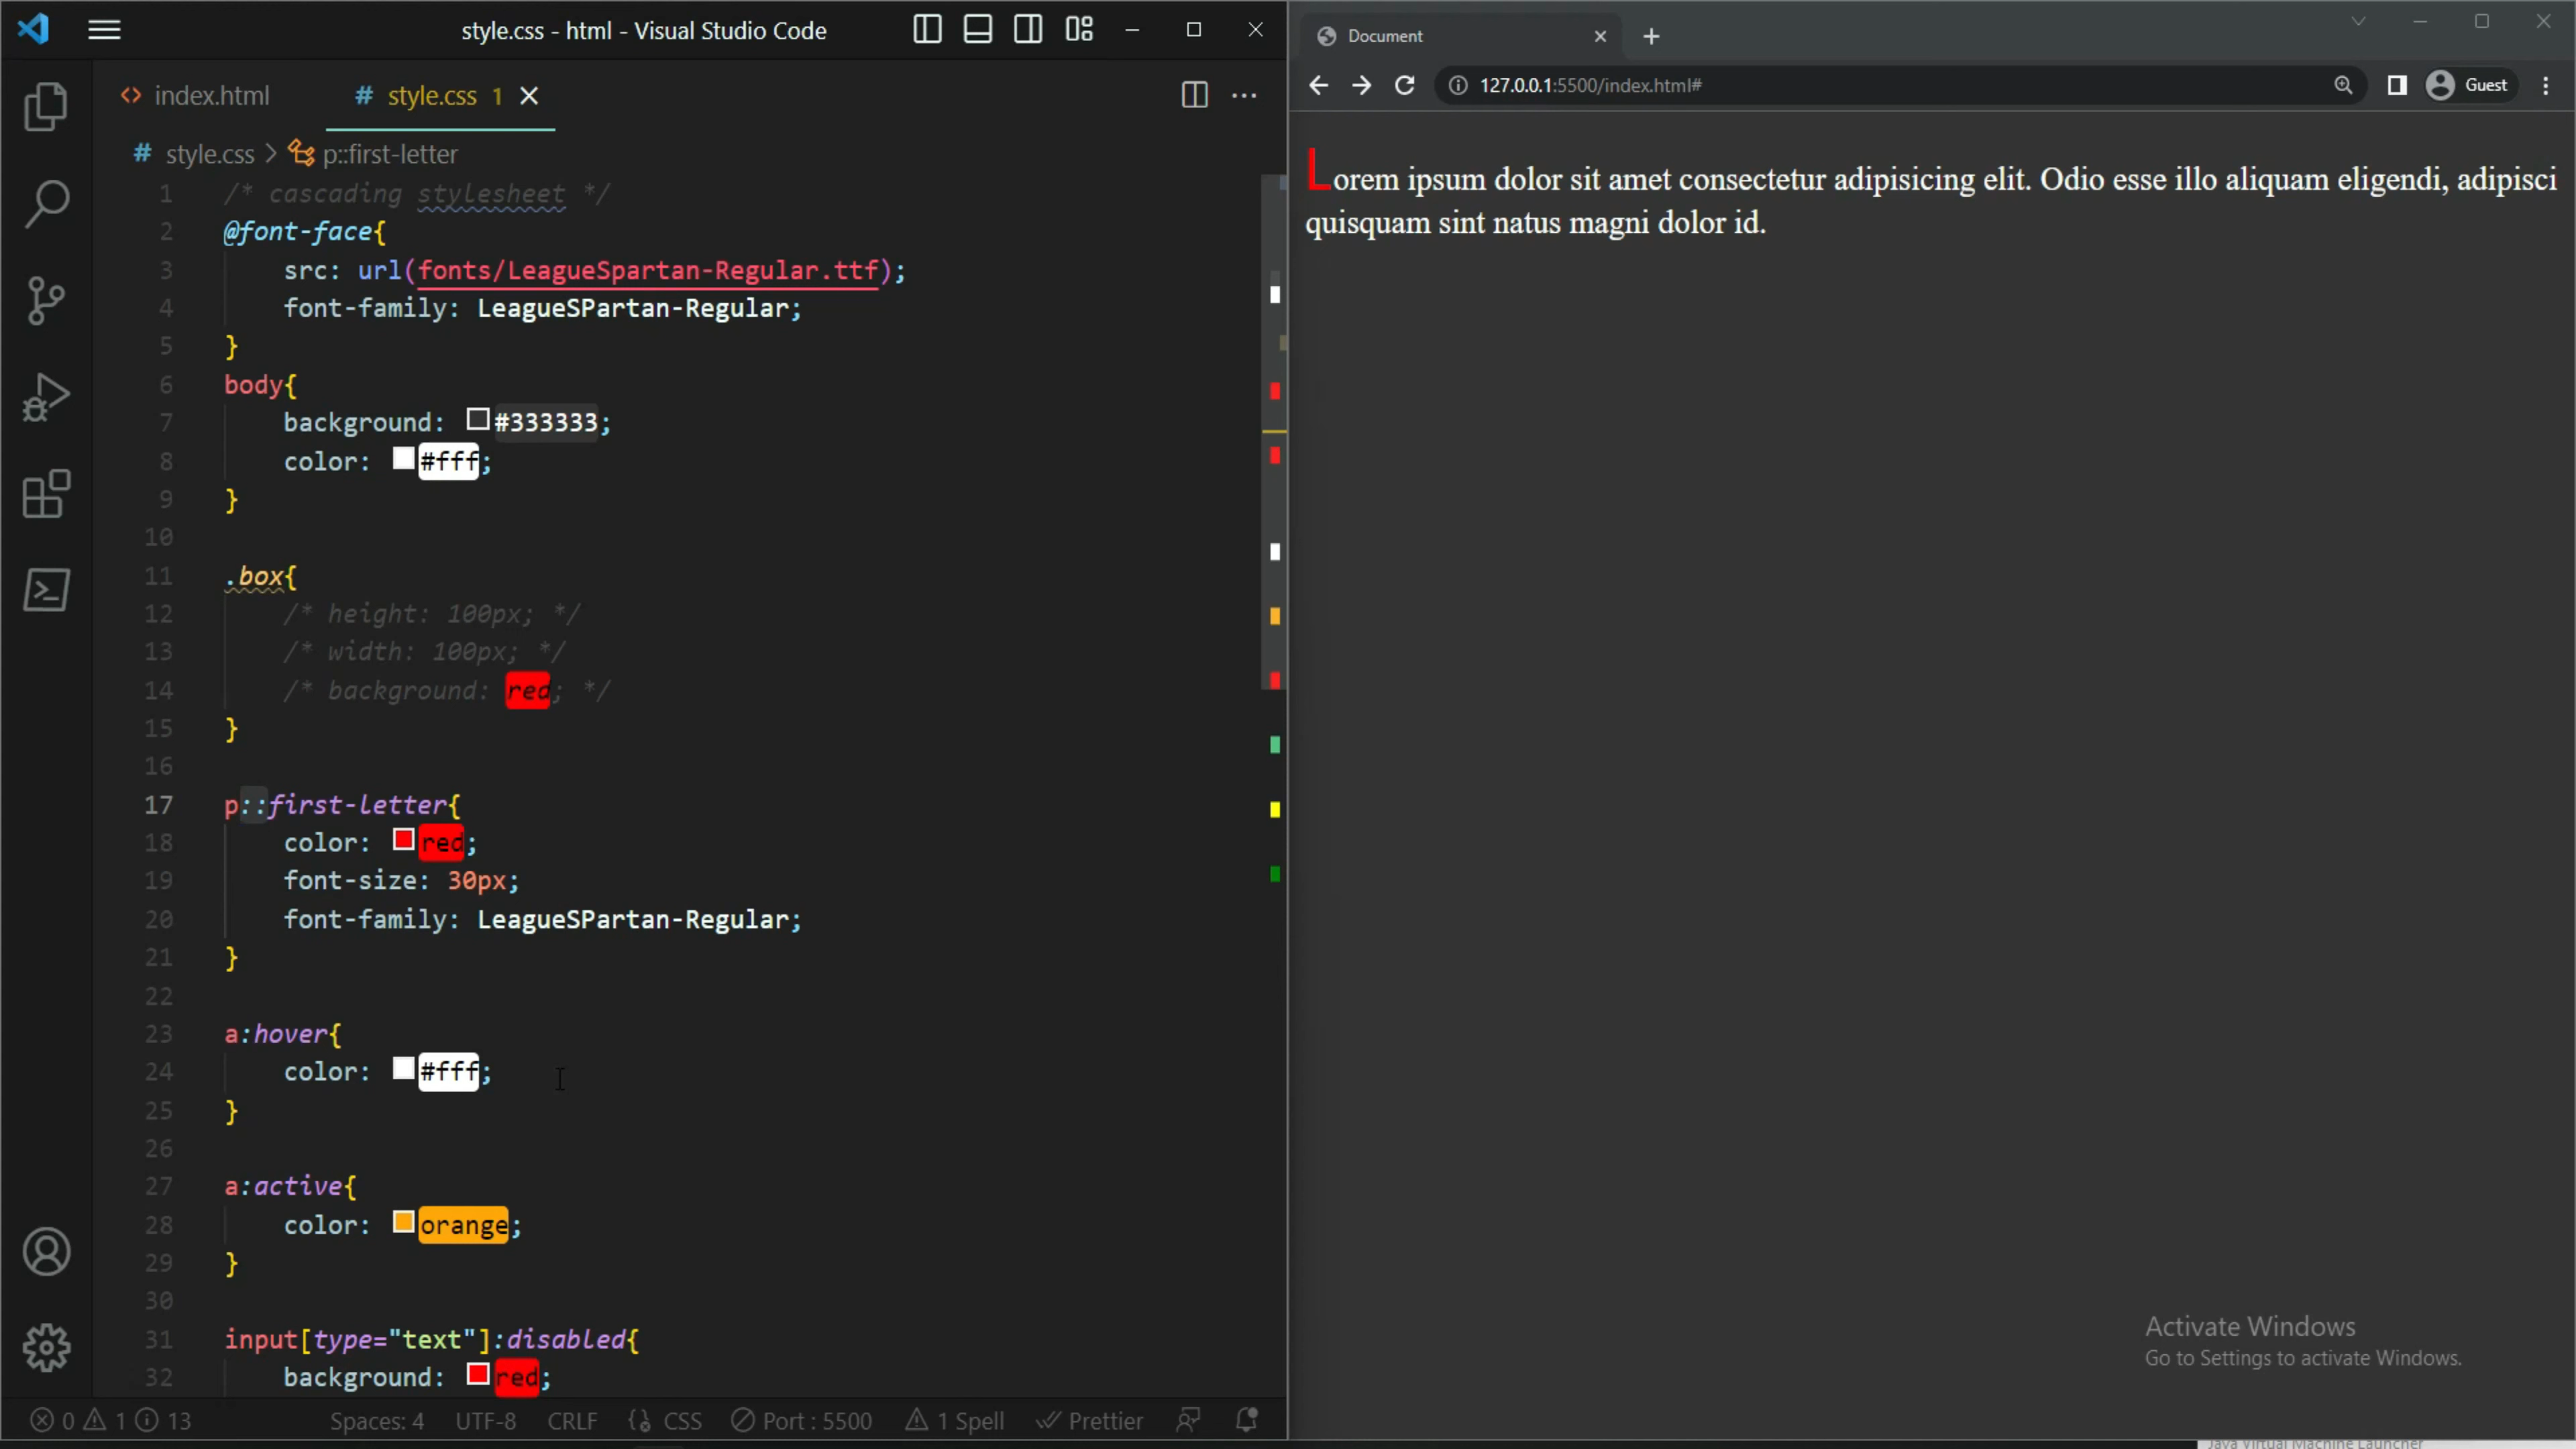 style.css - html - Visual Studio Code
index.html
# style.css 1
# style.css > p::first-letter
1 /* cascading stylesheet */
2 @font-face{
3 src: url(fonts/LeagueSpartan-Regular.ttf);
4 font-family: LeagueSPartan-Regular;
5 }
6 body{
7 background: #333333;
8 color: #fff;
9 }
10
11 .box{
12 /* height: 100px; */
13 /* width: 100px; */
14 /* background: red; */
15 }
16
17 p::first-letter{
18 color: red;
19 font-size: 30px;
20 font-family: LeagueSPartan-Regular;
21 }
22
23 a:hover{
24 color: #fff;
25 }
26
27 a:active{
28 color: orange;
29 }
30
31 input[type="text"]:disabled{
32 background: red;
0 1 13 Spaces: 4 UTF-8 CRLF CSS Port : 5500 1 Spell Prettier
Document
127.0.0.1:5500/index.html#
Guest
Lorem ipsum dolor sit amet consectetur adipisicing elit. Odio esse illo aliquam eligendi, adipisci
quisquam sint natus magni dolor id.
Activate Windows
Go to Settings to activate Windows.
Java Virtual Machine Launcher